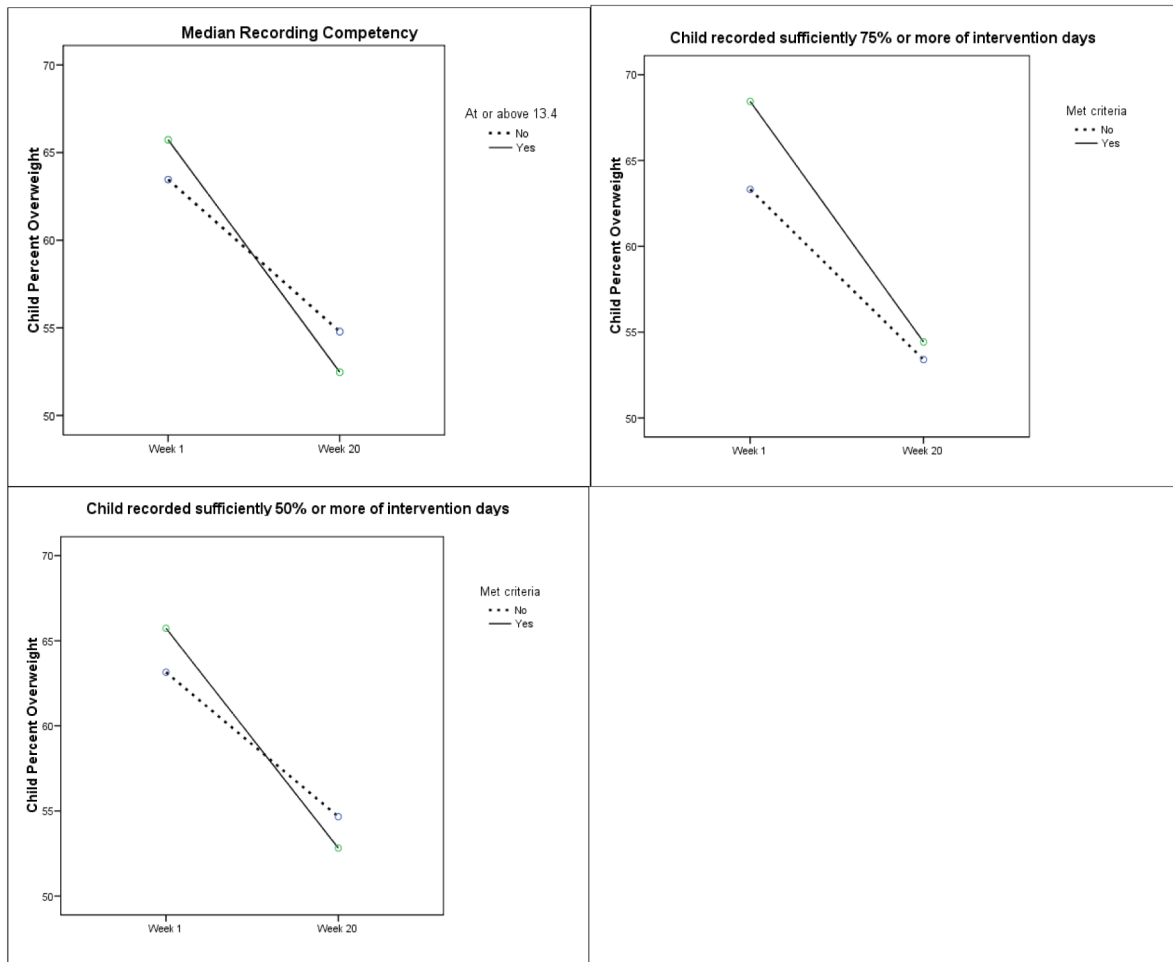 Median Recording Competency
Child Percent Overweight
70
65
60
55
50
Week 1
Week 20
At or above 13.4
No
Yes
Child recorded sufficiently 75% or more of intervention days
Child Percent Overweight
70
65
60
55
50
Week 1
Week 20
Met criteria
No
Yes
Child recorded sufficiently 50% or more of intervention days
Child Percent Overweight
70
65
60
55
50
Week 1
Week 20
Met criteria
No
Yes